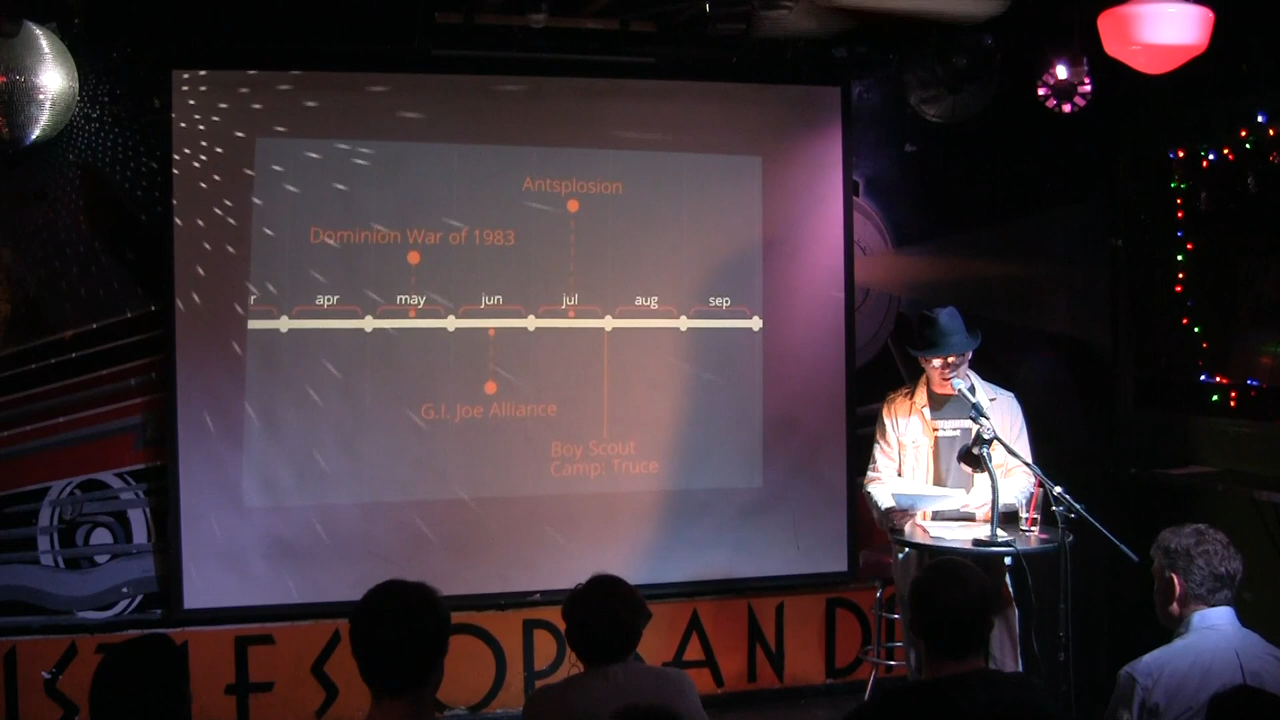 Antsplosion
Dominion War of 1983
r apr may jun jul aug sep
G.I. Joe Alliance
Boy Scout
Camp: Truce